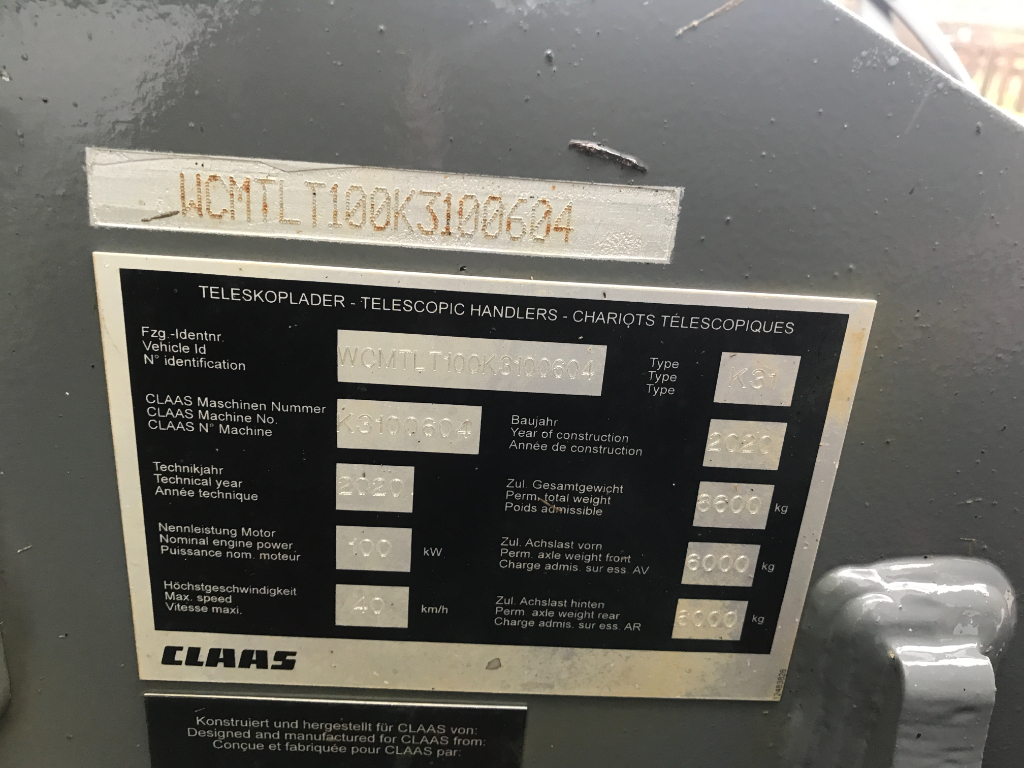 WCMTLT100K3100604
TELESKOPLADER - TELESCOPIC HANDLERS - CHARIOTS TÉLESCOPIQUES
Fzg.-Identnr.
Vehicle Id
N° identification
WCMTLT100K3100604
Type
Type
Type
K31
CLAAS Maschinen Nummer
CLAAS Machine No.
CLAAS N° Machine
K3100604
Baujahr
Year of construction
Année de construction
2020
Technikjahr
Technical year
Année technique
2020
Zul. Gesamtgewicht
Perm. total weight
Poids admissible
kg
Nennleistung Motor
Nominal engine power
Puissance nom. moteur
100 kW
Zul. Achslast vorn
Perm. axle weight front
Charge admis. sur ess. AV
6000 kg
Höchstgeschwindigkeit
Max. speed
Vitesse maxi.
40 km/h
Zul. Achslast hinten
Perm. axle weight rear
Charge admis. sur ess. AR
6000 kg
CLAAS
Konstruiert und hergestellt für CLAAS von:
Designed and manufactured for CLAAS from:
Conçue et fabriquée pour CLAAS par: